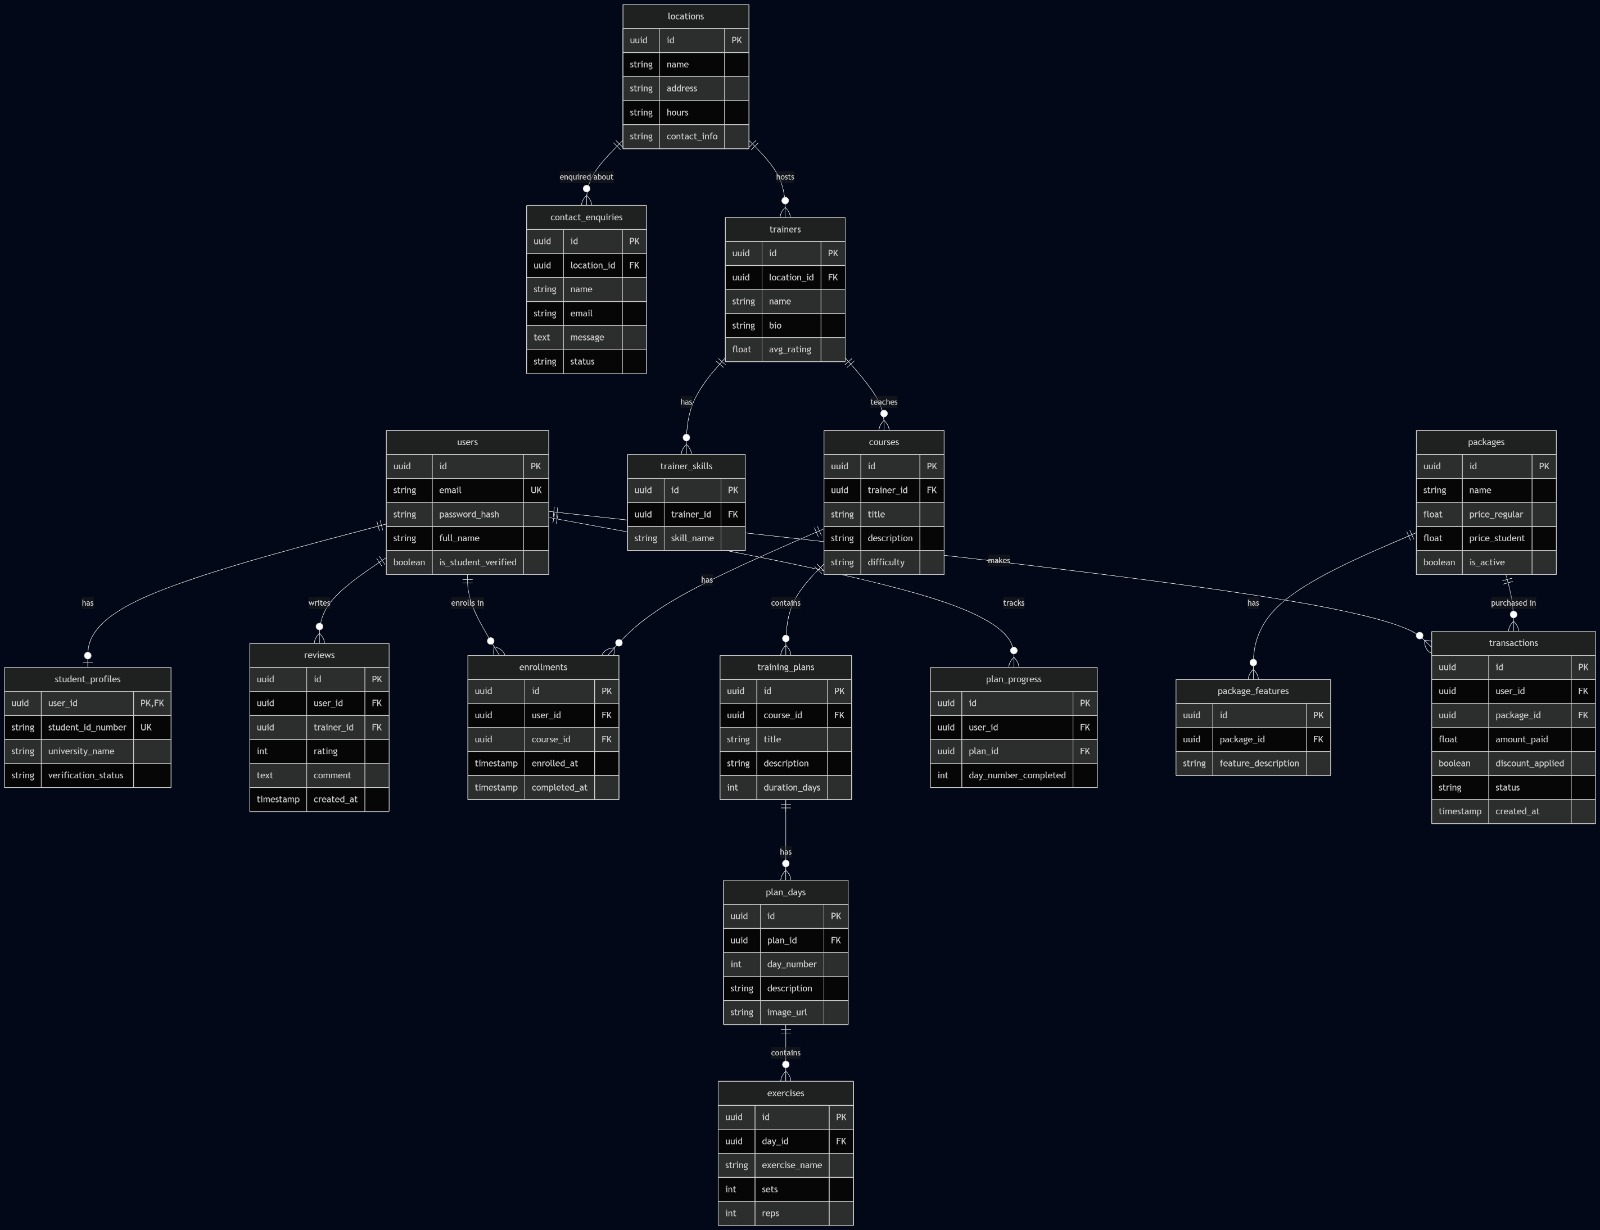 locations
uuid id PK
string name
string address
string hours
string contact_info
enquired about
hosts
contact_enquiries
uuid id PK
uuid location_id FK
string name
string email
text message
string status
trainers
uuid id PK
uuid location_id FK
string name
string bio
float avg_rating
has
teaches
users
uuid id PK
string email UK
string password_hash
string full_name
boolean is_student_verified
trainer_skills
uuid id PK
uuid trainer_id FK
string skill_name
courses
uuid id PK
uuid trainer_id FK
string title
string description
string difficulty
packages
uuid id PK
string name
float price_regular
float price_student
boolean is_active
makes
has
has
writes
enrolls in
contains
tracks
has
purchased in
student_profiles
uuid user_id PK,FK
string student_id_number UK
string university_name
string verification_status
reviews
uuid id PK
uuid user_id FK
uuid trainer_id FK
int rating
text comment
timestamp created_at
enrollments
uuid id PK
uuid user_id FK
uuid course_id FK
timestamp enrolled_at
timestamp completed_at
training_plans
uuid id PK
uuid course_id FK
string title
string description
int duration_days
plan_progress
uuid id PK
uuid user_id FK
uuid plan_id FK
int day_number_completed
package_features
uuid id PK
uuid package_id FK
string feature_description
transactions
uuid id PK
uuid user_id FK
uuid package_id FK
float amount_paid
boolean discount_applied
string status
timestamp created_at
has
plan_days
uuid id PK
uuid plan_id FK
int day_number
string description
string image_url
contains
exercises
uuid id PK
uuid day_id FK
string exercise_name
int sets
int reps